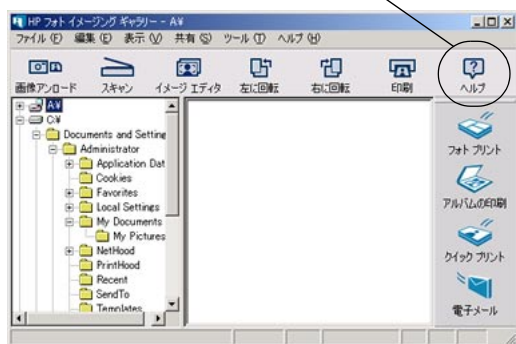 HP フォト イメージング ギャラリー - A¥
ファイル(F) 編集(E) 表示(V) 共有(S) ツール(T) ヘルプ(H)
画像アンロード スキャン イメージ エディタ 左に回転 右に回転 印刷 ヘルプ
A¥
C¥
Documents and Setting
Administrator
Application Dat
Cookies
Favorites
Local Settings
My Documents
My Pictures
NetHood
PrintHood
Recent
SendTo
Templates
フォト プリント
アルバムの印刷
クイック プリント
電子メール